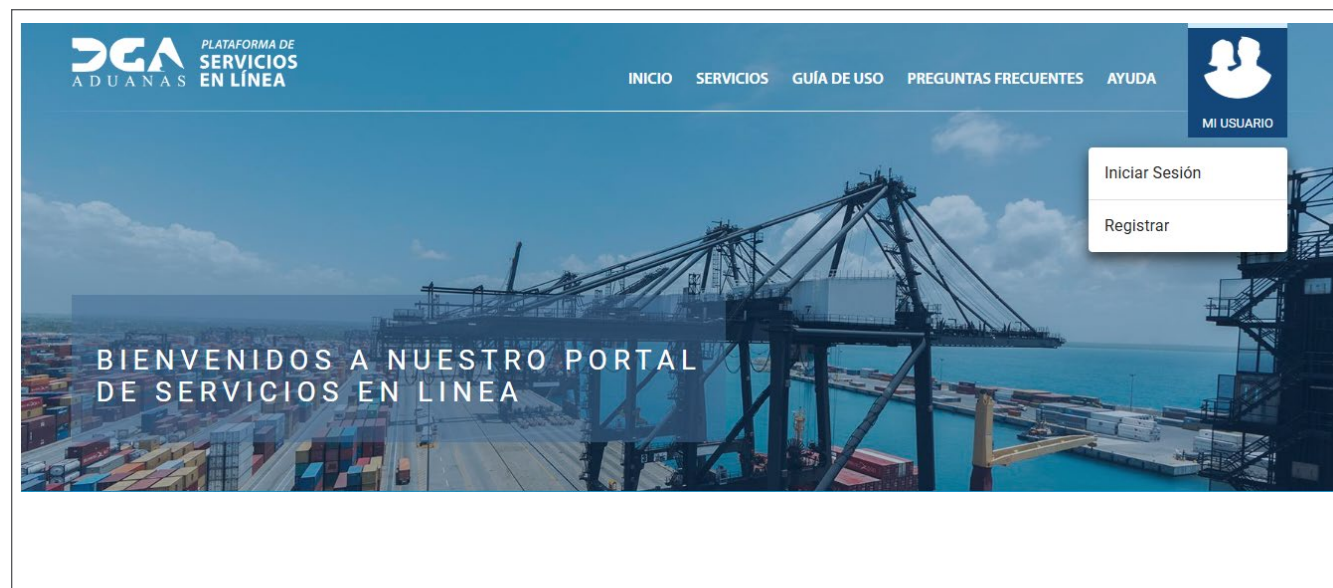 DGA
ADUANAS
PLATAFORMA DE
SERVICIOS
EN LÍNEA
INICIO SERVICIOS GUÍA DE USO PREGUNTAS FRECUENTES AYUDA
MI USUARIO
Iniciar Sesión
Registrar
BIENVENIDOS A NUESTRO PORTAL
DE SERVICIOS EN LINEA